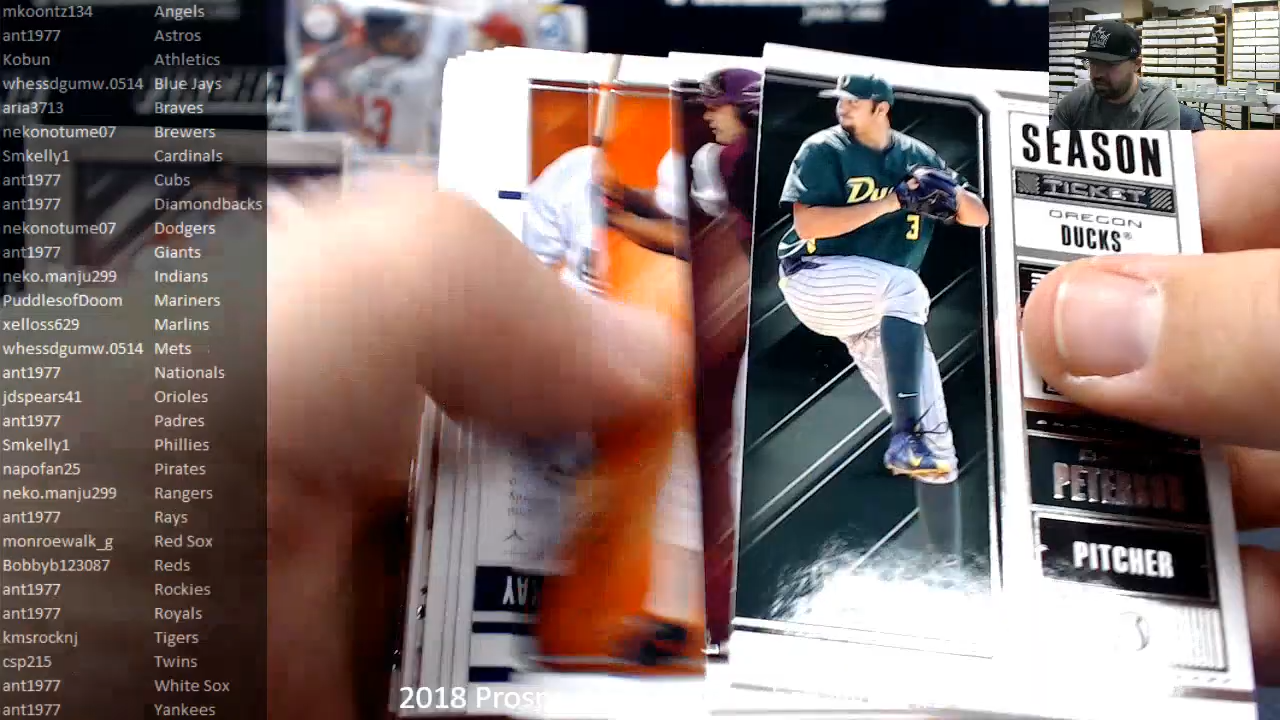 mkoontz134 Angels
ant1977 Astros
Kobun Athletics
whessdgumw.0514 Blue Jays
aria3713 Braves
nekonotume07 Brewers
Smkelly1 Cardinals
ant1977 Cubs
ant1977 Diamondbacks
nekonotume07 Dodgers
ant1977 Giants
neko.manju299 Indians
PuddlesofDoom Mariners
xelloss629 Marlins
whessdgumw.0514 Mets
ant1977 Nationals
jdspears41 Orioles
ant1977 Padres
Smkelly1 Phillies
napofan25 Pirates
neko.manju299 Rangers
ant1977 Rays
monroewalk_g Red Sox
Bobbyb123087 Reds
ant1977 Rockies
ant1977 Royals
kmsrocknj Tigers
csp215 Twins
ant1977 White Sox
ant1977 Yankees
SEASON
TICKET
OREGON
DUCKS®
PETERSON
PITCHER
Du
3
13
2018